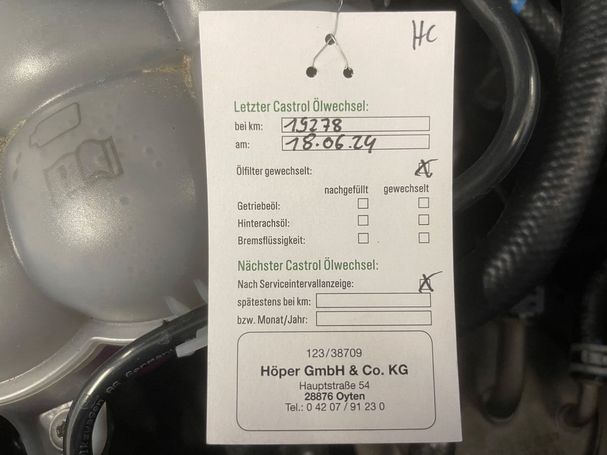 HC
Letzter Castrol Ölwechsel:
bei km: 19278
am: 18.06.24
Ölfilter gewechselt:
nachgefüllt gewechselt
Getriebeöl:
Hinterachsöl:
Bremsflüssigkeit:
Nächster Castrol Ölwechsel:
Nach Serviceintervallanzeige:
spätestens bei km:
bzw. Monat/Jahr:
123/38709
Höper GmbH & Co. KG
Hauptstraße 54
28876 Oyten
Tel.: 0 42 07 / 91 23 0